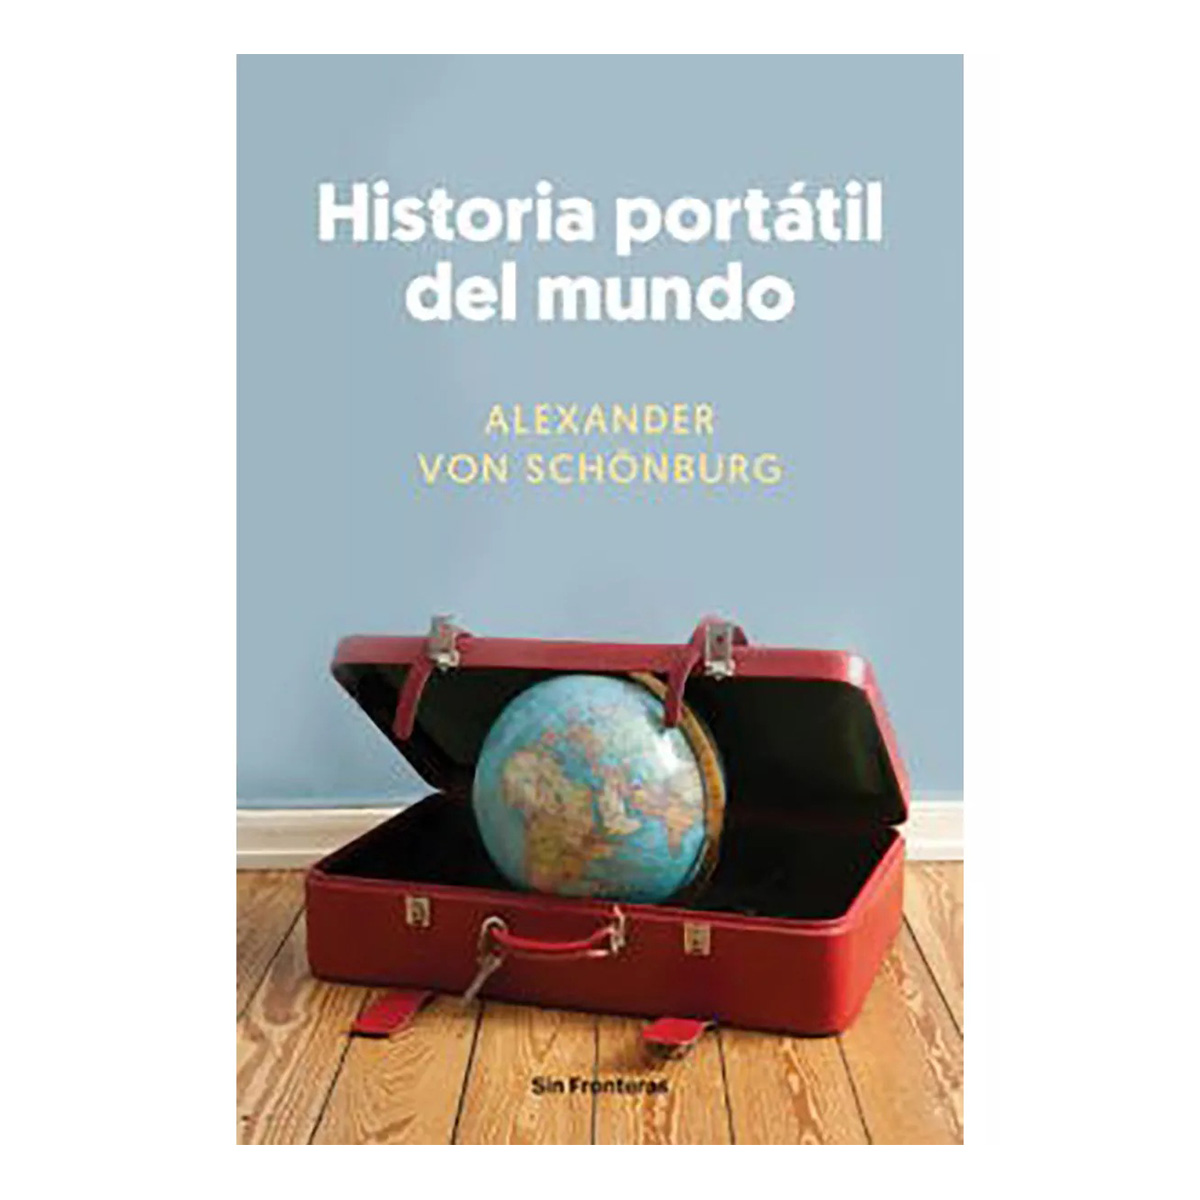 Historia portátil
del mundo
ALEXANDER
VON SCHÖNBURG
Sin Fronteras